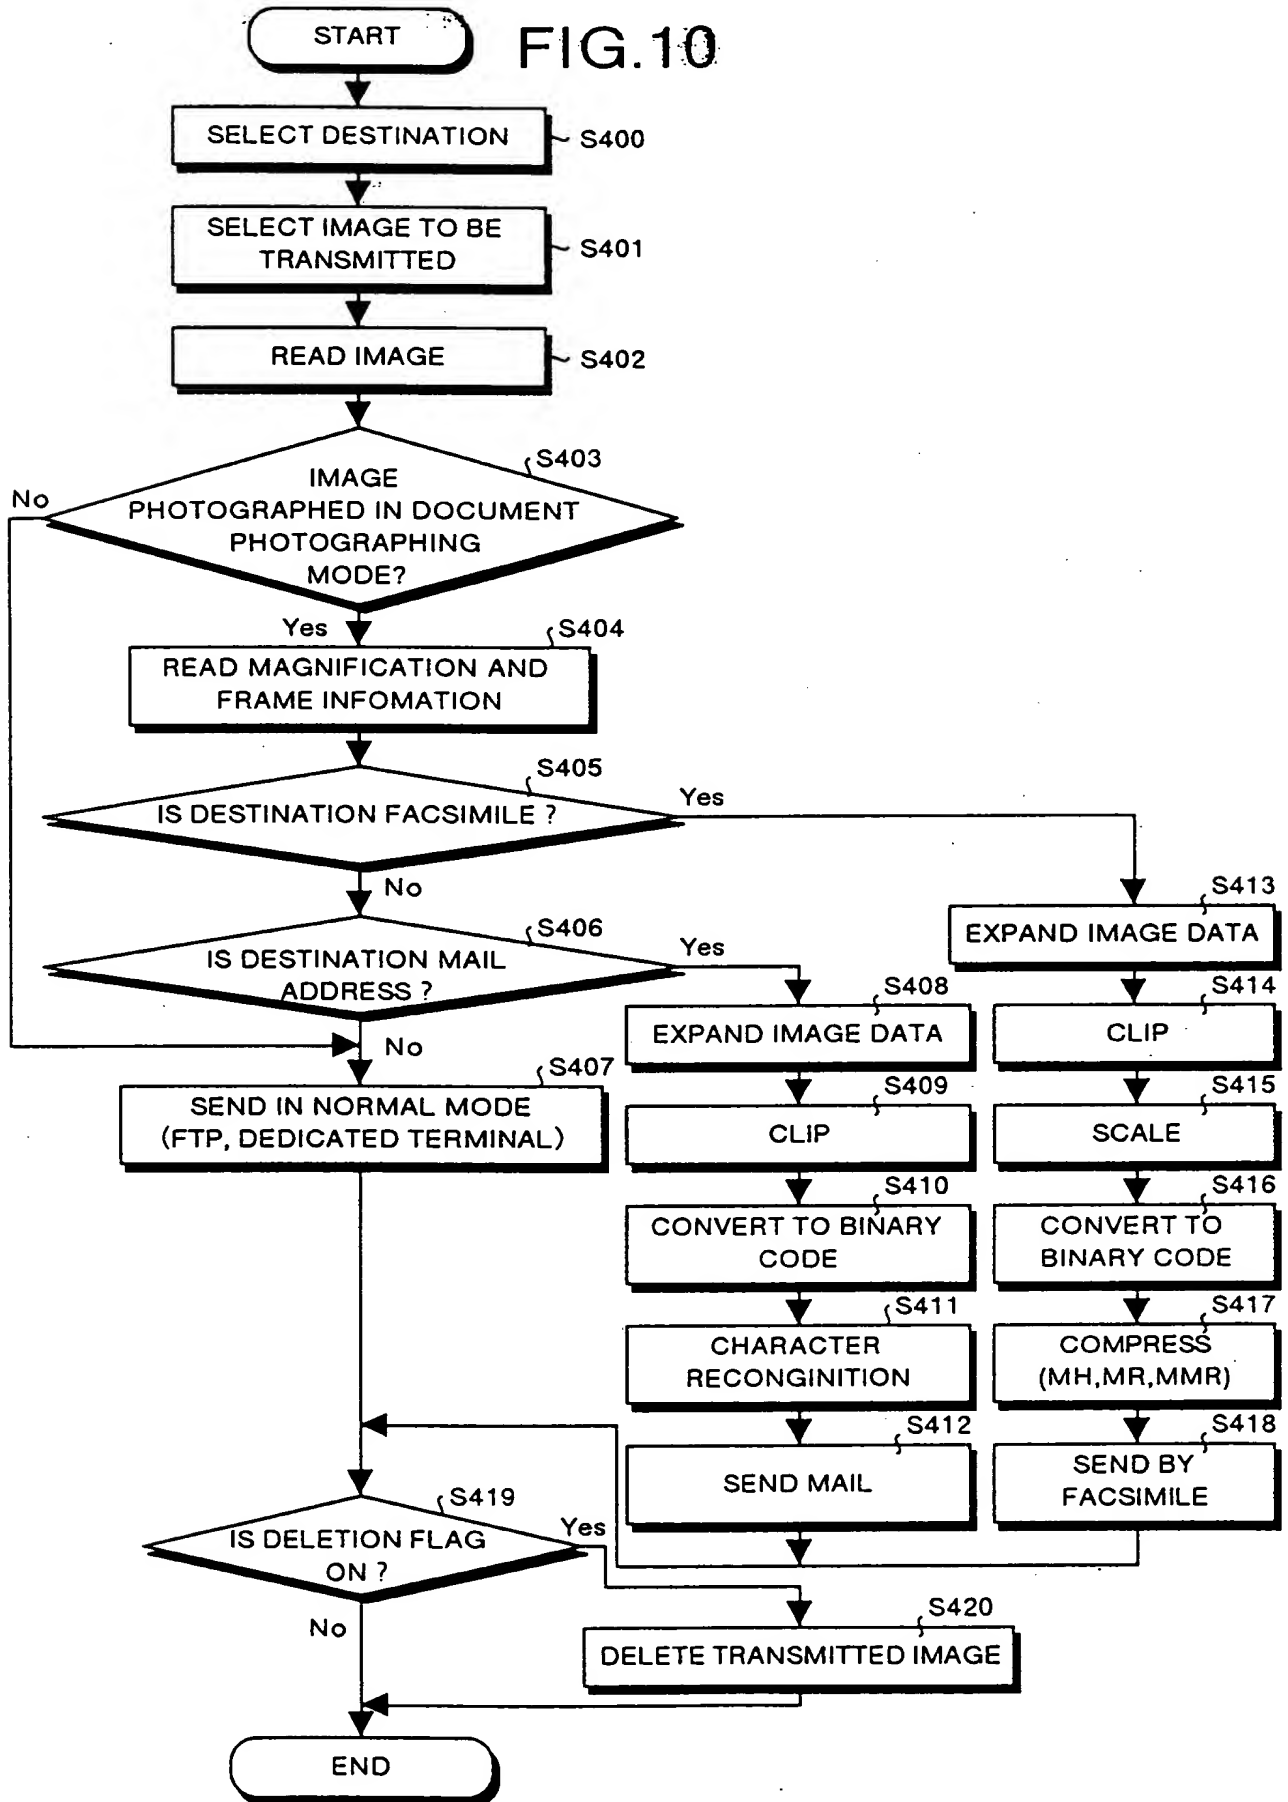 START
FIG.10
SELECT DESTINATION
S400
SELECT IMAGE TO BE
TRANSMITTED
S401
READ IMAGE
S402
S403
IMAGE
PHOTOGRAPHED IN DOCUMENT
PHOTOGRAPHING
MODE?
No
Yes
S404
READ MAGNIFICATION AND
FRAME INFOMATION
S405
IS DESTINATION FACSIMILE ?
Yes
No
S406
IS DESTINATION MAIL
ADDRESS ?
Yes
No
S407
SEND IN NORMAL MODE
(FTP, DEDICATED TERMINAL)
S408
EXPAND IMAGE DATA
S409
CLIP
S410
CONVERT TO BINARY
CODE
S411
CHARACTER
RECONGINITION
S412
SEND MAIL
S413
EXPAND IMAGE DATA
S414
CLIP
S415
SCALE
S416
CONVERT TO
BINARY CODE
S417
COMPRESS
(MH,MR,MMR)
S418
SEND BY
FACSIMILE
S419
IS DELETION FLAG
ON ?
Yes
No
S420
DELETE TRANSMITTED IMAGE
END